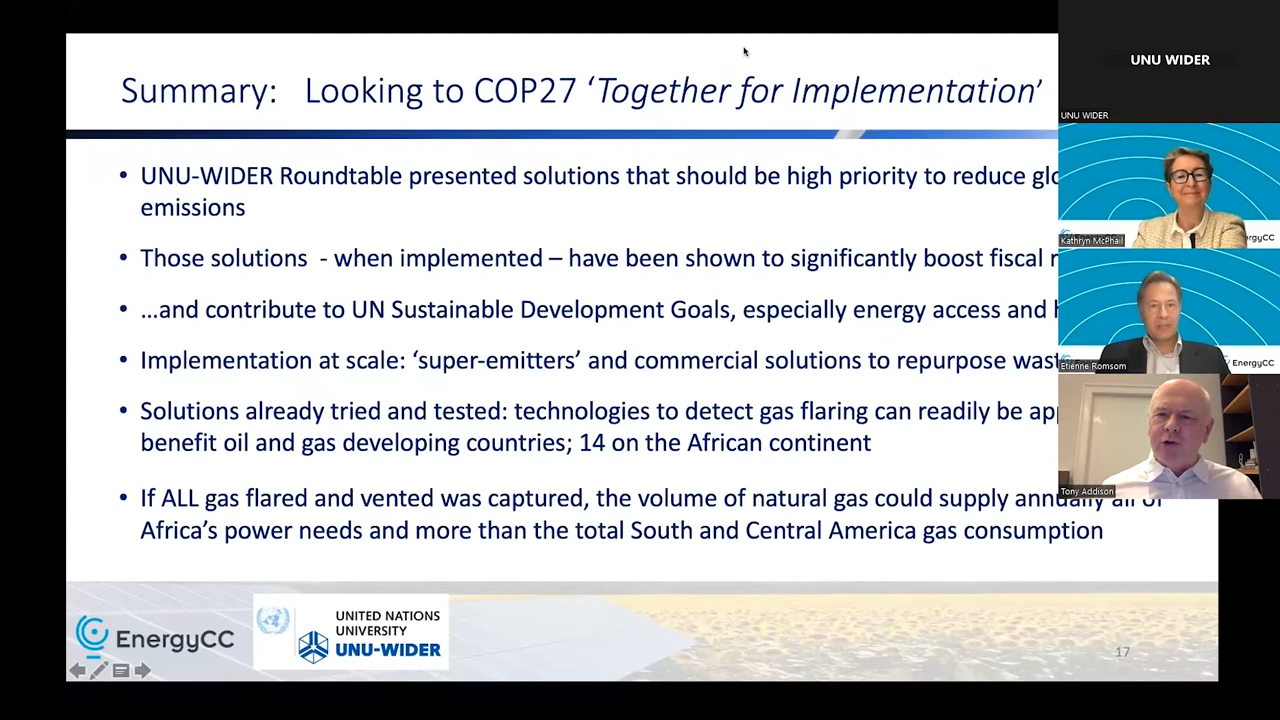 Summary: Looking to COP27 ‘Together for Implementation’
• UNU-WIDER Roundtable presented solutions that should be high priority to reduce
emissions
• Those solutions - when implemented – have been shown to significantly boost fiscal
• ...and contribute to UN Sustainable Development Goals, especially energy access and
• Implementation at scale: ‘super-emitters’ and commercial solutions to repurpose
• Solutions already tried and tested: technologies to detect gas flaring can readily be
benefit oil and gas developing countries; 14 on the African continent
• If ALL gas flared and vented was captured, the volume of natural gas could supply annually all of
Africa’s power needs and more than the total South and Central America gas consumption
EnergyCC
UNITED NATIONS
UNIVERSITY
UNU-WIDER
17
UNU WIDER
UNU WIDER
Kathryn McPhail
Etienne Romsom
EnergyCC
Tony Addison